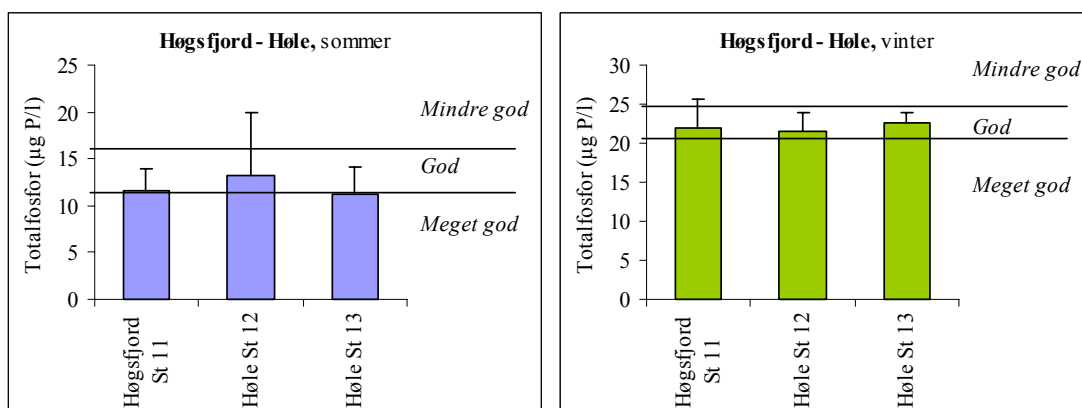 Høgsfjord - Høle, sommer
25
20
15
10
5
0
Totalfosfor (µg P/l)
Mindre god
God
Meget god
Høgsfjord
St 11
Høle St 12
Høle St 13
Høgsfjord - Høle, vinter
30
25
20
15
10
5
0
Totalfosfor (µg P/l)
Mindre god
God
Meget god
Høgsfjord
St 11
Høle St 12
Høle St 13